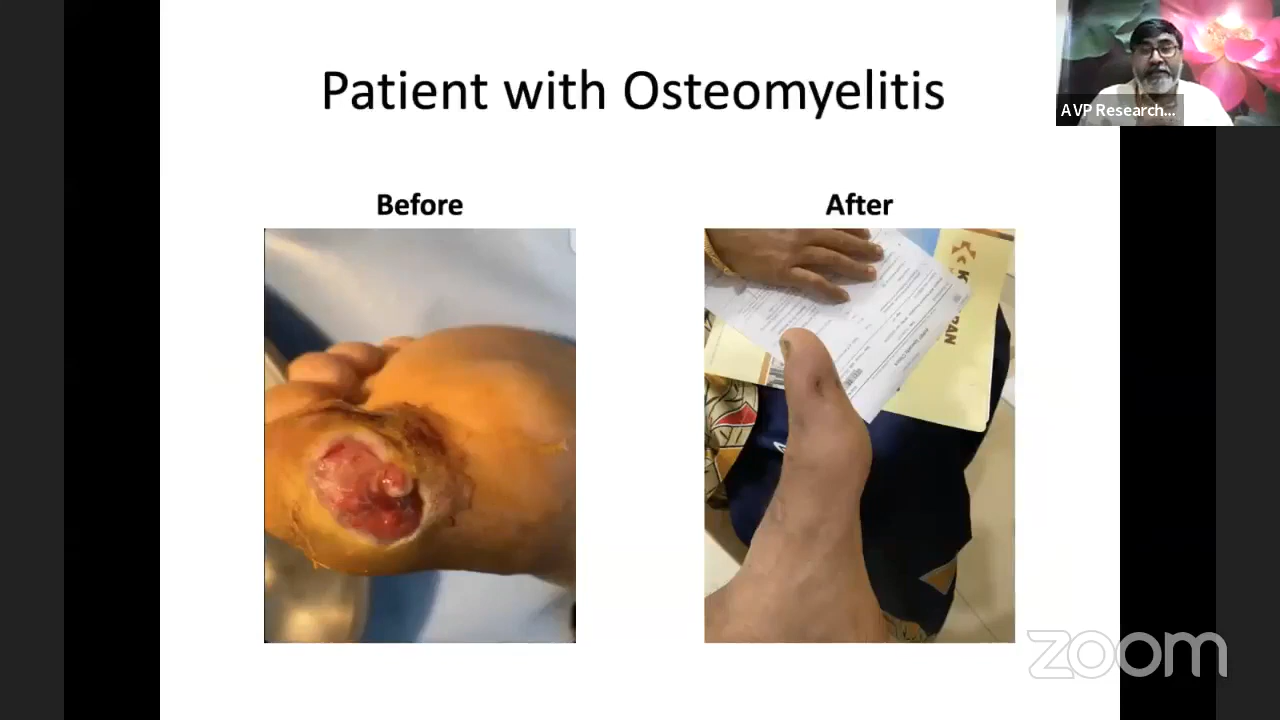 Patient with Osteomyelitis
AVP Research...
Before
After
zoom